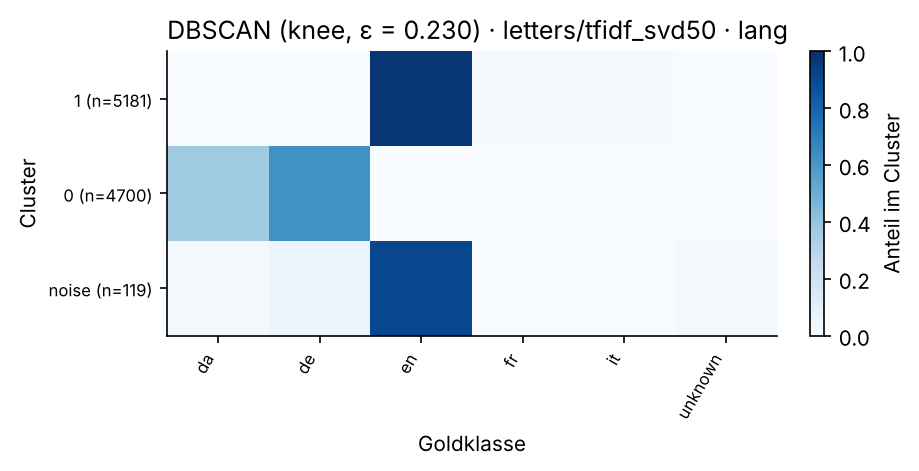 DBSCAN (knee, ε = 0.230) · letters/tfidf_svd50 · lang
Cluster
1 (n=5181)
0 (n=4700)
noise (n=119)
da
de
en
fr
it
unknown
Goldklasse
1.0
0.8
0.6
0.4
0.2
0.0
Anteil im Cluster